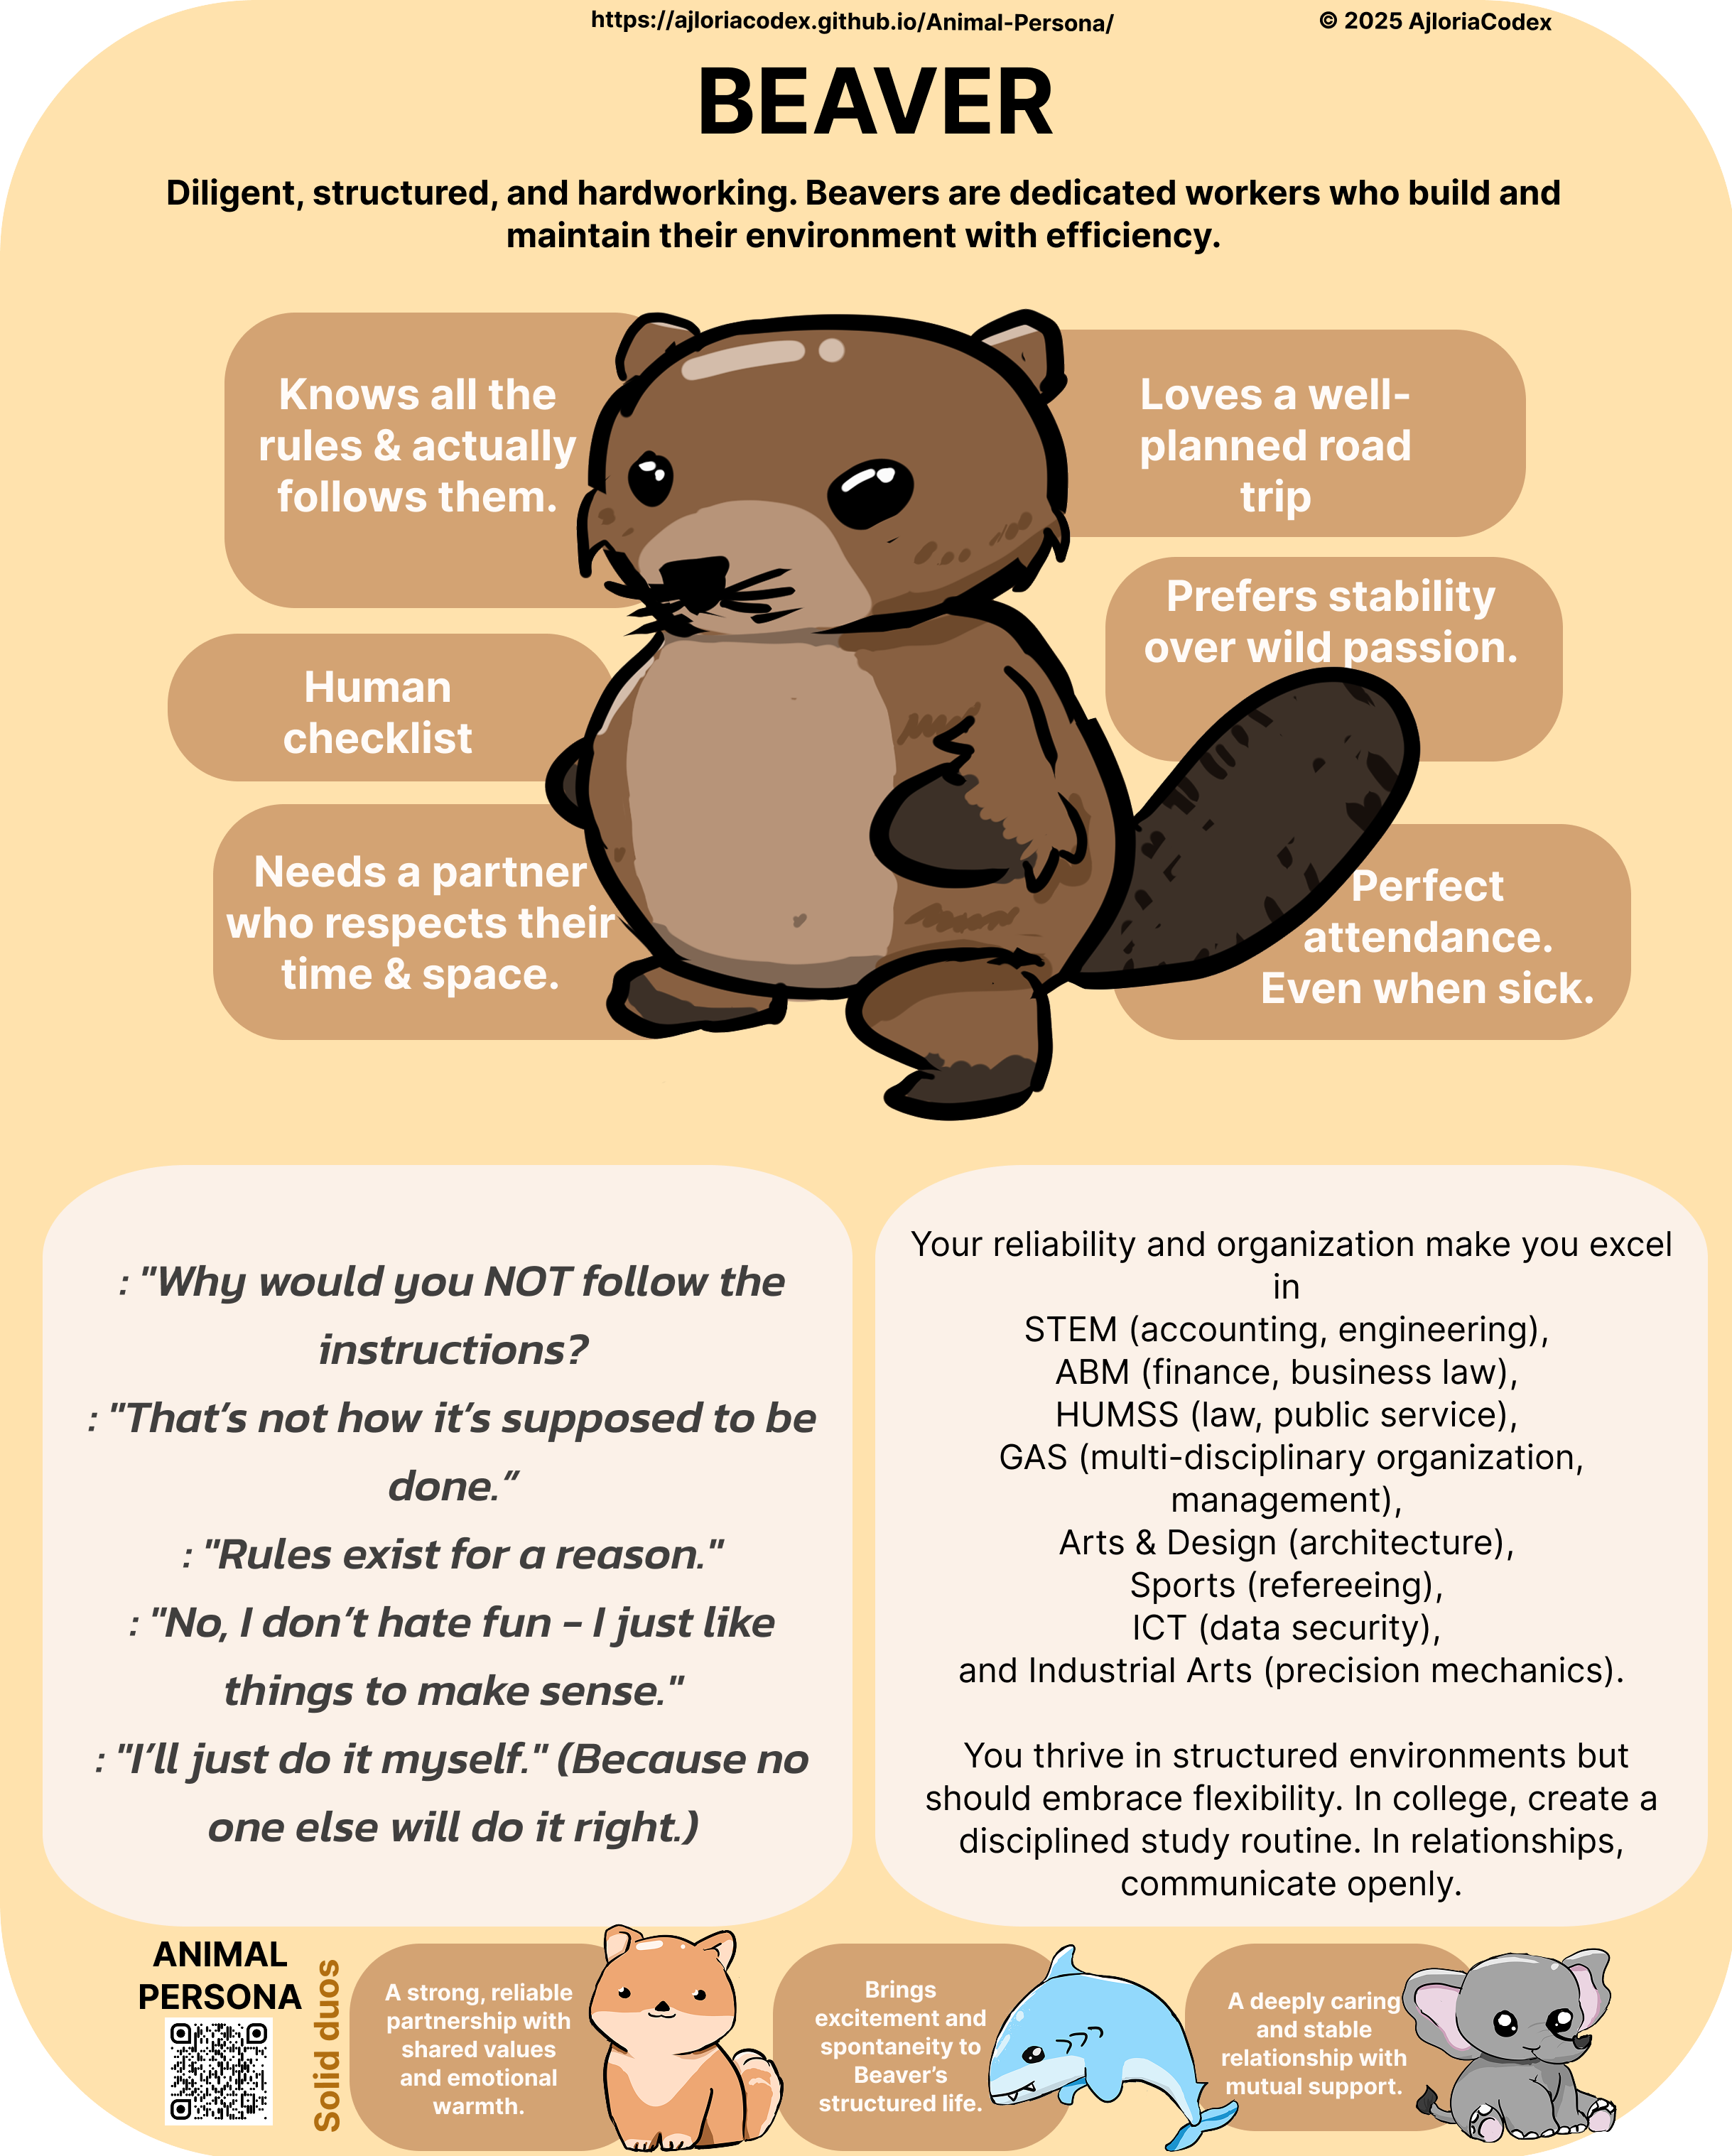 https://ajloriacodex.github.io/Animal-Persona/
© 2025 AjloriaCodex
BEAVER
Diligent, structured, and hardworking. Beavers are dedicated workers who build and
maintain their environment with efficiency.
Knows all the
rules & actually
follows them.
Loves a well-
planned road
trip
Prefers stability
over wild passion.
Human
checklist
Needs a partner
who respects their
time & space.
Perfect
attendance.
Even when sick.
: "Why would you NOT follow the
instructions?
: "That’s not how it’s supposed to be
done.”
: "Rules exist for a reason."
: "No, I don’t hate fun – I just like
things to make sense."
: "I’ll just do it myself." (Because no
one else will do it right.)
Your reliability and organization make you excel
in
STEM (accounting, engineering),
ABM (finance, business law),
HUMSS (law, public service),
GAS (multi-disciplinary organization,
management),
Arts & Design (architecture),
Sports (refereeing),
ICT (data security),
and Industrial Arts (precision mechanics).
You thrive in structured environments but
should embrace flexibility. In college, create a
disciplined study routine. In relationships,
communicate openly.
ANIMAL
PERSONA
Solid duos
A strong, reliable
partnership with
shared values
and emotional
warmth.
Brings
excitement and
spontaneity to
Beaver’s
structured life.
A deeply caring
and stable
relationship with
mutual support.